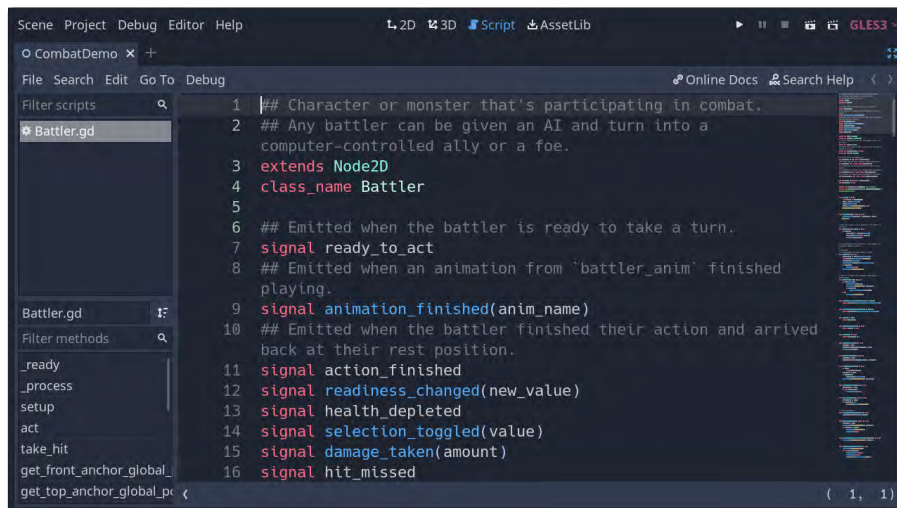 Scene Project Debug Editor Help 2D 3D Script AssetLib GLES3
CombatDemo
File Search Edit Go To Debug Online Docs Search Help
Filter scripts
Battler.gd
1 ## Character or monster that's participating in combat.
2 ## Any battler can be given an AI and turn into a
computer-controlled ally or a foe.
3 extends Node2D
4 class_name Battler
5
6 ## Emitted when the battler is ready to take a turn.
7 signal ready_to_act
8 ## Emitted when an animation from `battler_anim` finished
playing.
9 signal animation_finished(anim_name)
10 ## Emitted when the battler finished their action and arrived
back at their rest position.
11 signal action_finished
12 signal readiness_changed(new_value)
13 signal health_depleted
14 signal selection_toggled(value)
15 signal damage_taken(amount)
16 signal hit_missed
Battler.gd
Filter methods
_ready
_process
setup
act
take_hit
get_front_anchor_global_
get_top_anchor_global_po
( 1, 1)